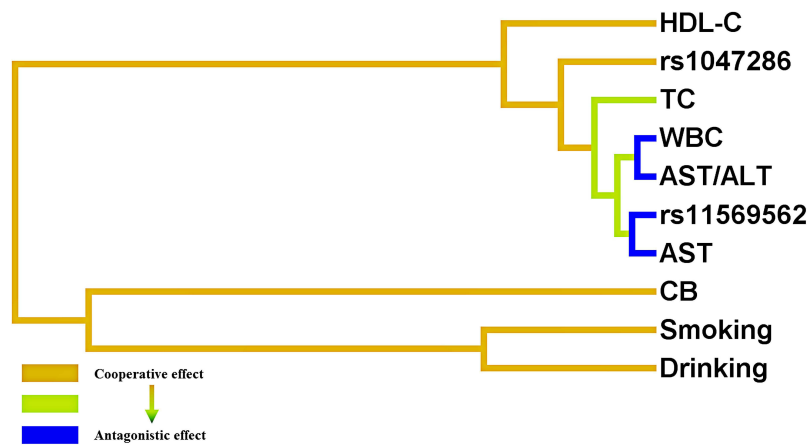 HDL-C
rs1047286
TC
WBC
AST/ALT
rs11569562
AST
CB
Smoking
Drinking
Cooperative effect
Antagonistic effect